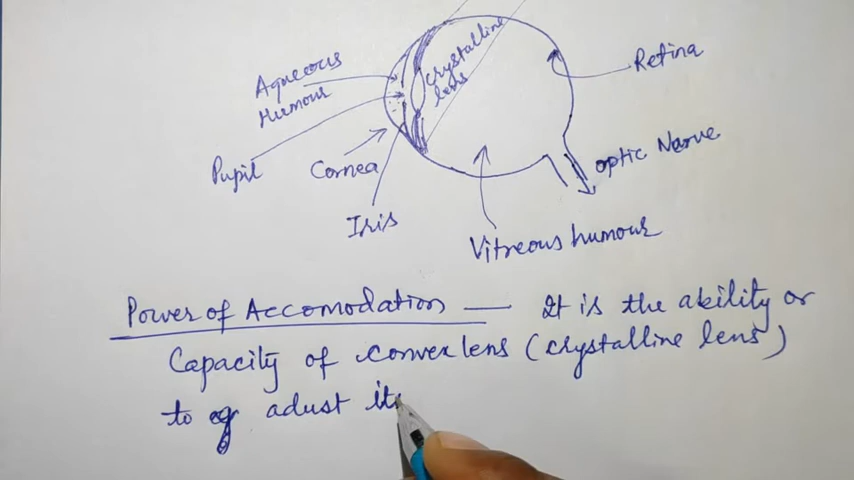 Crystalline
lens
Retina
Aqueous
Humour
Pupil
Cornea
Optic Narve
Iris
Vitreous humour
Power of Accomodation — It is the ability or
Capacity of convex lens (crystalline lens)
to adust its